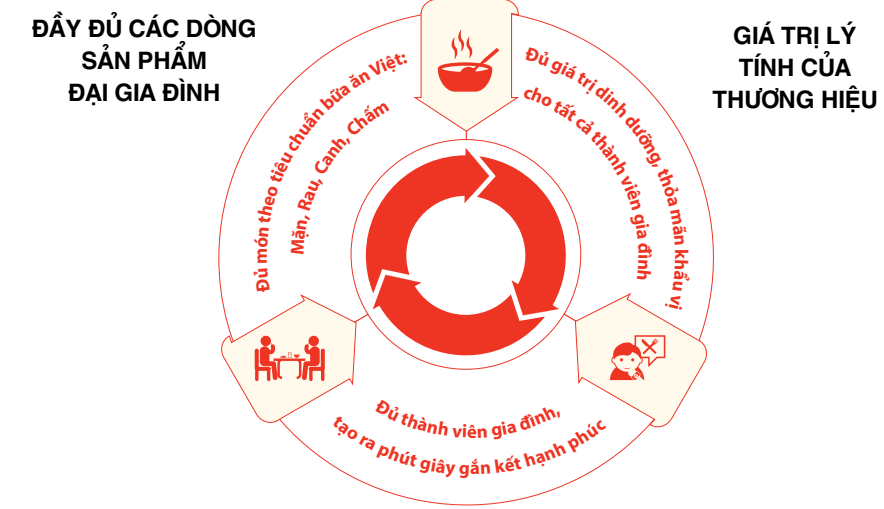 ĐẦY ĐỦ CÁC DÒNG
SẢN PHẨM
ĐẠI GIA ĐÌNH
GIÁ TRỊ LÝ
TÍNH CỦA
THƯƠNG HIỆU
Đủ món theo tiêu chuẩn bữa ăn Việt:
Mặn, Rau, Canh, Chấm
Đủ giá trị dinh dưỡng, thỏa mãn khẩu vị
cho tất cả thành viên gia đình
Đủ thành viên gia đình,
tạo ra phút giây gắn kết hạnh phúc